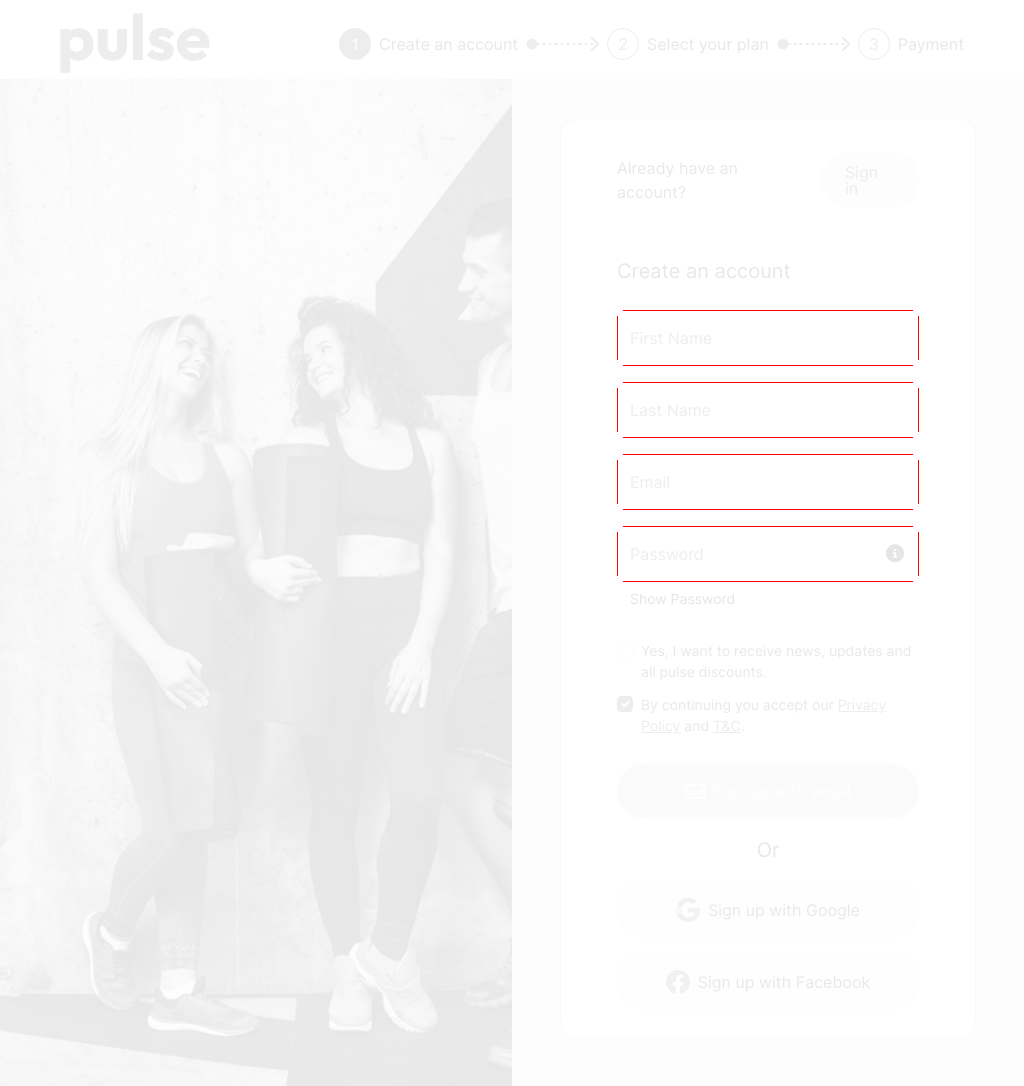 pulse
1 Create an account 2 Select your plan 3 Payment
Already have an
account?
Sign
in
Create an account
First Name
Last Name
Email
Password
Show Password
Yes, I want to receive news, updates and
all pulse discounts.
By continuing you accept our Privacy
Policy and T&C.
Sign up with email
Or
Sign up with Google
Sign up with Facebook